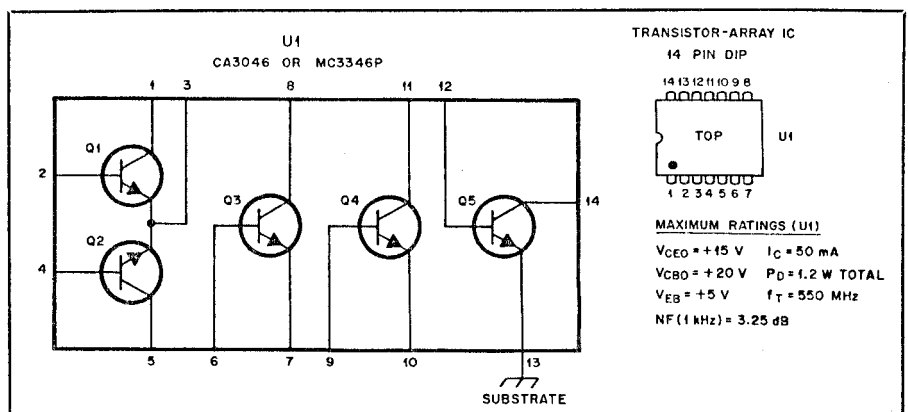 U1
CA3046 OR MC3346P
1 3 8 11 12
Q1
2
Q3 Q4 Q5
14
Q2
4
5 6 7 9 10 13
SUBSTRATE
TRANSISTOR-ARRAY IC
14 PIN DIP
14 13 12 11 10 9 8
TOP
U1
1 2 3 4 5 6 7
MAXIMUM RATINGS (U1)
VCEO = +15 V IC = 50 mA
VCBO = +20 V PD = 1.2 W TOTAL
VEB = +5 V fT = 550 MHz
NF (1 kHz) = 3.25 dB